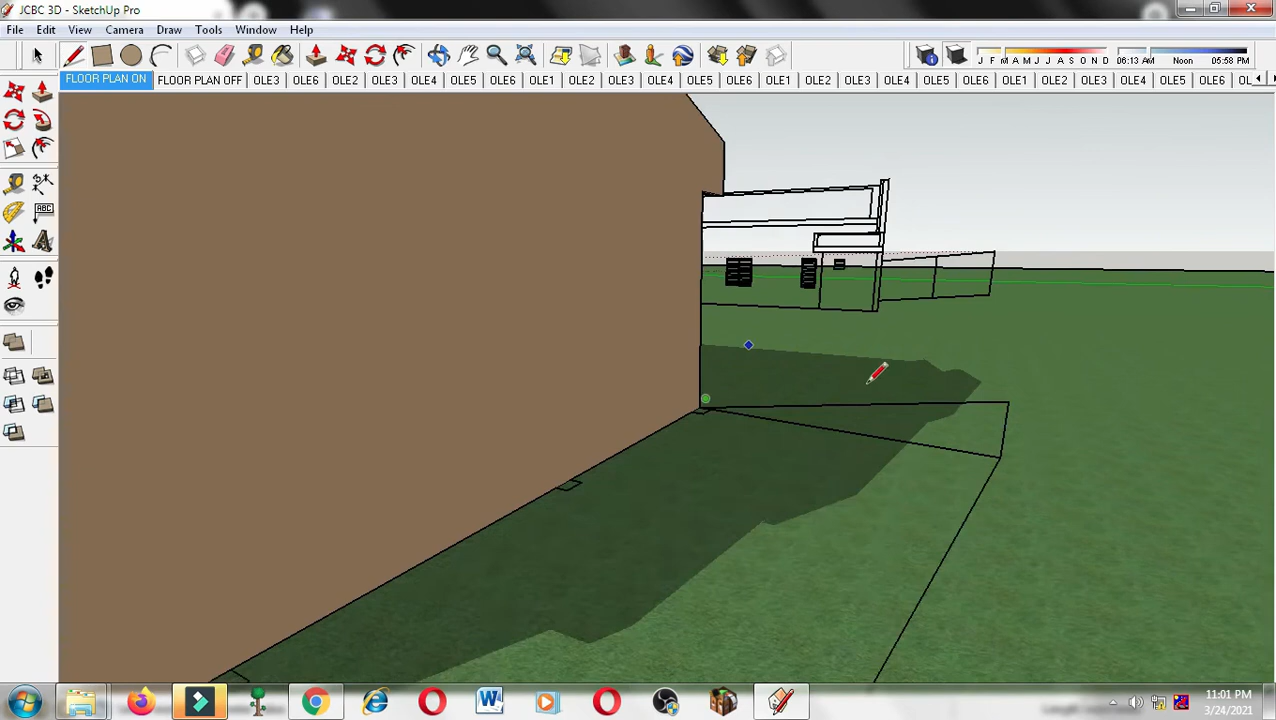 JCBC 3D - SketchUp Pro
File Edit View Camera Draw Tools Window Help
J F M A M J J A S O N D 06:13 AM Noon 05:58 PM
FLOOR PLAN ON FLOOR PLAN OFF OLE3 OLE6 OLE2 OLE3 OLE4 OLE5 OLE6 OLE1 OLE2 OLE3 OLE4 OLE5 OLE6 OLE1 OLE2 OLE3 OLE4 OLE5 OLE6 OLE1 OLE2 OLE3 OLE4 OLE5 OLE6 OL
ABC
11:01 PM
3/24/2021